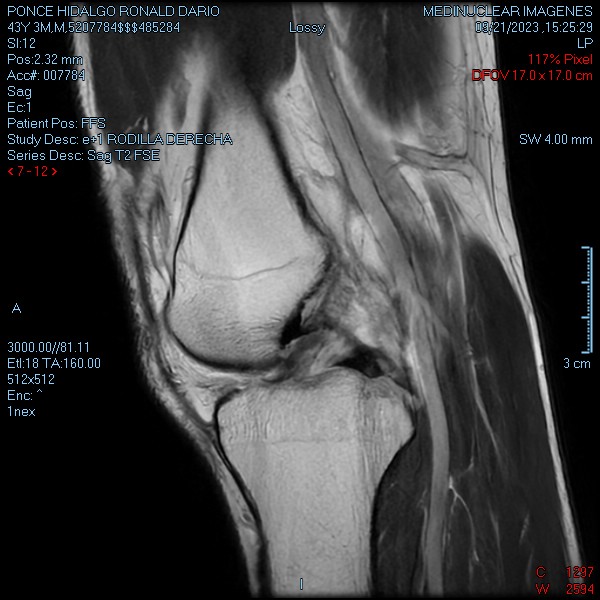 PONCE HIDALGO RONALD DARIO
43Y 3M,M,5207784$$$485284
SI:12
Pos:2.32 mm
Acc#: 007784
Sag
Ec:1
Patient Pos: FFS
Study Desc: e+1 RODILLA DERECHA
Series Desc: Sag T2 FSE
< 7 - 12 >
Lossy
MEDINUCLEAR IMAGENES
09/21/2023 ,15:25:29
LP
117% Pixel
DFOV 17.0 x 17.0 cm
SW 4.00 mm
A
3000.00//81.11
Etl:18 TA:160.00
512x512
Enc: ^
1nex
3 cm
I
C 1297
W 2594